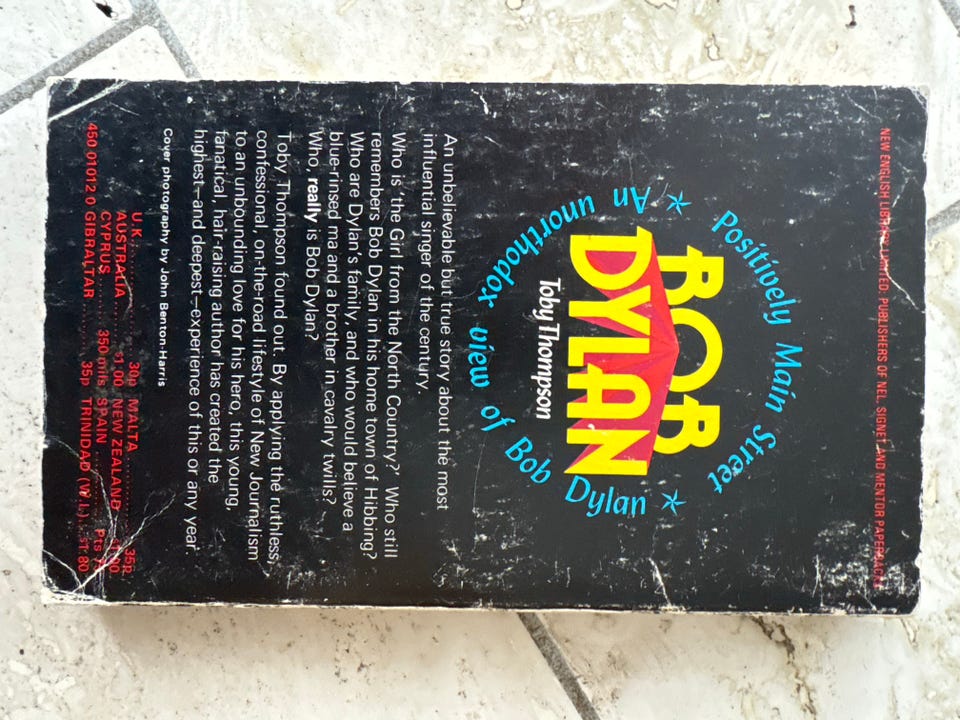 NEW ENGLISH LIBRARY LIMITED: PUBLISHERS OF NEL, SIGNET AND MENTOR PAPERBACKS
Positively Main Street
BOB
DYLAN
Toby Thompson
An unorthodox view of Bob Dylan
An unbelievable but true story about the most
influential singer of the century.
Who is 'the Girl from the North Country?' Who still
remembers Bob Dylan in his home town of Hibbing?
Who are Dylan's family, and who would believe a
blue-rinsed ma and a brother in cavalry twills?
Who, really is Bob Dylan?
Toby Thompson found out. By applying the ruthless,
confessional, on-the-road lifestyle of New Journalism
to an unbounding love for his hero, this young,
fanatical, hair-raising author has created the
highest—and deepest—experience of this or any year.
Cover photography by John Benton-Harris
U.K. 30p MALTA 35p
AUSTRALIA $1.00 NEW ZEALAND
CYPRUS 350 mils SPAIN Pts
450 01012 0 GIBRALTAR 35p TRINIDAD (W.I.)